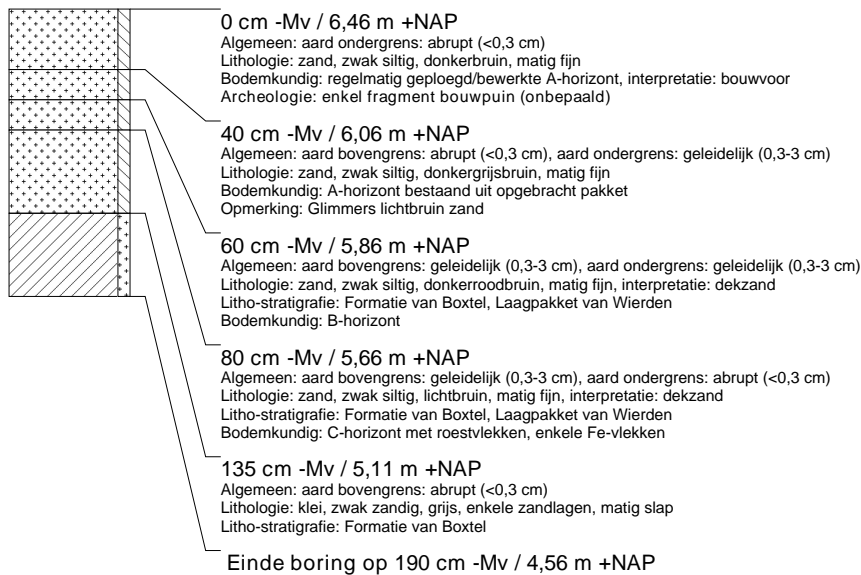 0 cm -Mv / 6,46 m +NAP
Algemeen: aard ondergrens: abrupt (<0,3 cm)
Lithologie: zand, zwak siltig, donkerbruin, matig fijn
Bodemkundig: regelmatig geploegd/bewerkte A-horizont, interpretatie: bouwvoor
Archeologie: enkel fragment bouwpuin (onbepaald)
40 cm -Mv / 6,06 m +NAP
Algemeen: aard bovengrens: abrupt (<0,3 cm), aard ondergrens: geleidelijk (0,3-3 cm)
Lithologie: zand, zwak siltig, donkergrijsbruin, matig fijn
Bodemkundig: A-horizont bestaand uit opgebracht pakket
Opmerking: Glimmers lichtbruin zand
60 cm -Mv / 5,86 m +NAP
Algemeen: aard bovengrens: geleidelijk (0,3-3 cm), aard ondergrens: geleidelijk (0,3-3 cm)
Lithologie: zand, zwak siltig, donkerroodbruin, matig fijn, interpretatie: dekzand
Litho-stratigrafie: Formatie van Boxtel, Laagpakket van Wierden
Bodemkundig: B-horizont
80 cm -Mv / 5,66 m +NAP
Algemeen: aard bovengrens: geleidelijk (0,3-3 cm), aard ondergrens: abrupt (<0,3 cm)
Lithologie: zand, zwak siltig, lichtbruin, matig fijn, interpretatie: dekzand
Litho-stratigrafie: Formatie van Boxtel, Laagpakket van Wierden
Bodemkundig: C-horizont met roestvlekken, enkele Fe-vlekken
135 cm -Mv / 5,11 m +NAP
Algemeen: aard bovengrens: abrupt (<0,3 cm)
Lithologie: klei, zwak zandig, grijs, enkele zandlagen, matig slap
Litho-stratigrafie: Formatie van Boxtel
Einde boring op 190 cm -Mv / 4,56 m +NAP